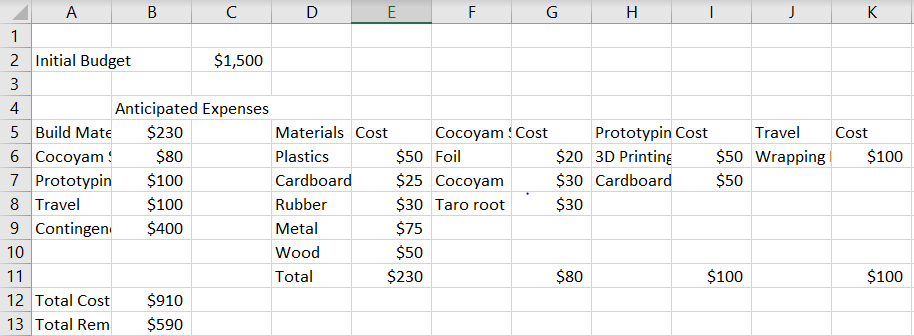 A B C D E F G H I J K
1
2 Initial Budget $1,500
3
4 Anticipated Expenses
5 Build Mate $230 Materials Cost Cocoyam S Cost Prototypin Cost Travel Cost
6 Cocoyam S $80 Plastics $50 Foil $20 3D Printing $50 Wrapping $100
7 Prototypin $100 Cardboard $25 Cocoyam $30 Cardboard $50
8 Travel $100 Rubber $30 Taro root $30
9 Contingen $400 Metal $75
10 Wood $50
11 Total $230 $80 $100 $100
12 Total Cost $910
13 Total Rem $590